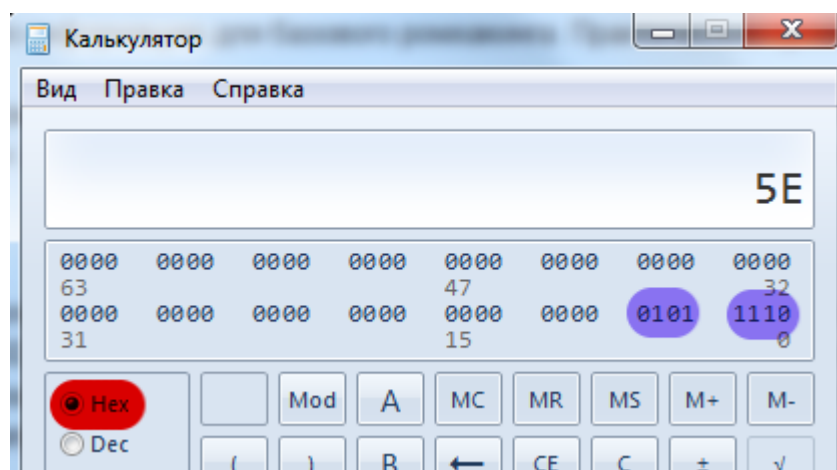 Калькулятор
Вид Правка Справка
5E
0000 0000 0000 0000 0000 0000 0000 0000
63 47 32
0000 0000 0000 0000 0000 0000 0101 1110
31 15 0
Hex Mod A MC MR MS M+ M-
Dec ( ) B ← CE C ± √